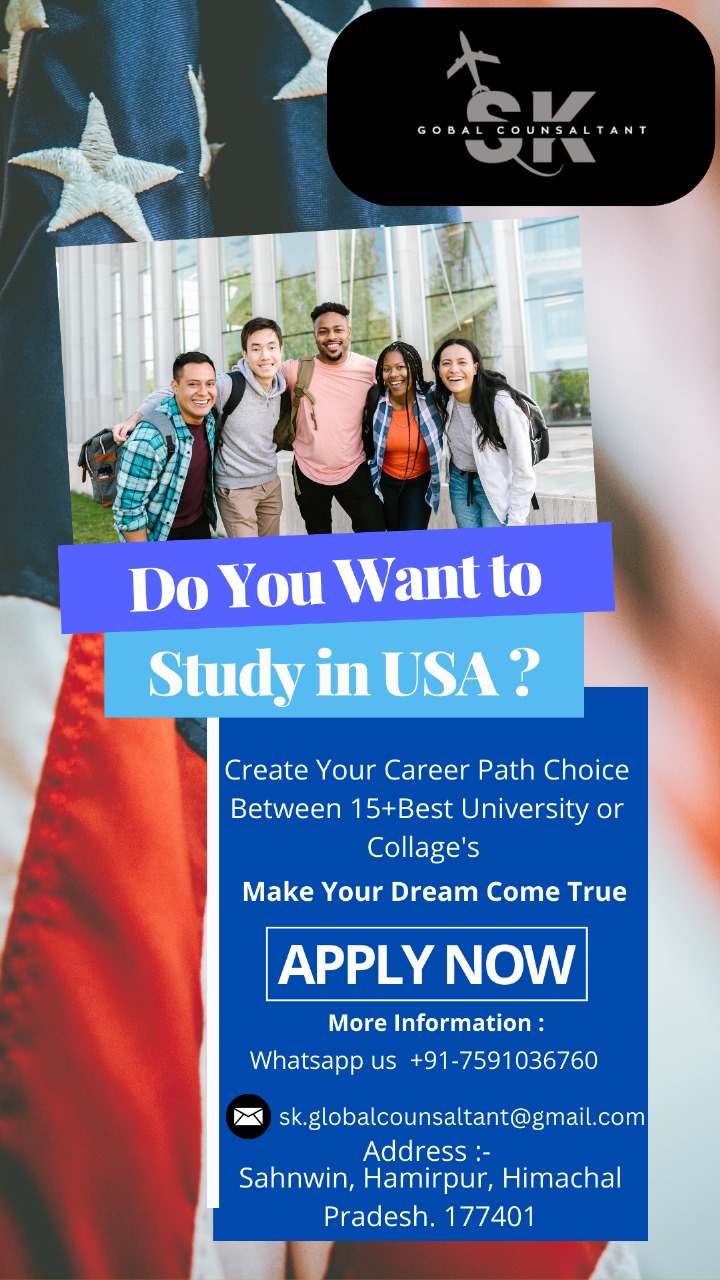 SK
GOBAL COUNSALTANT
Do You Want to
Study in USA ?
Create Your Career Path Choice
Between 15+Best University or
Collage's
Make Your Dream Come True
APPLY NOW
More Information :
Whatsapp us +91-7591036760
sk.globalcounsaltant@gmail.com
Address :-
Sahnwin, Hamirpur, Himachal
Pradesh. 177401